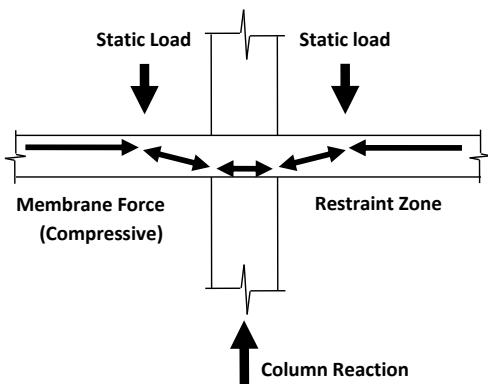 Static Load
Static load
Membrane Force
(Compressive)
Restraint Zone
Column Reaction